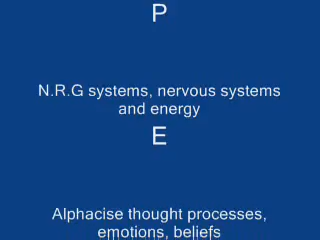 P
N.R.G systems, nervous systems
and energy
E
Alphacise thought processes,
emotions, beliefs